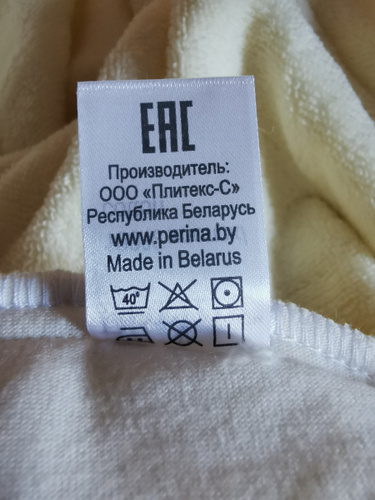 EAC
Производитель:
ООО «Плитекс-С»
Республика Беларусь
www.perina.by
Made in Belarus
40°